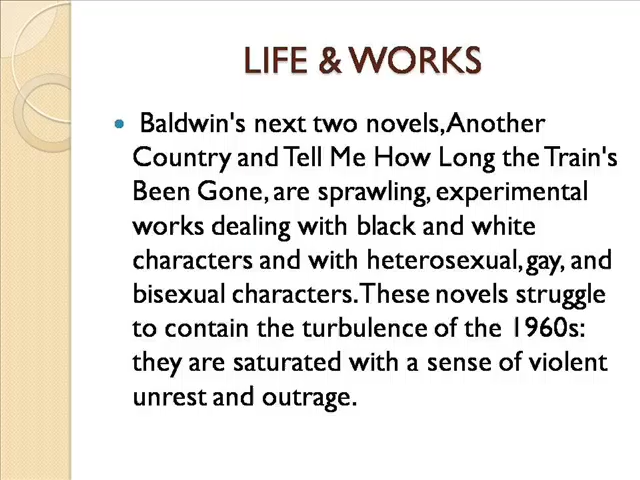 LIFE & WORKS
Baldwin's next two novels, Another
Country and Tell Me How Long the Train's
Been Gone, are sprawling, experimental
works dealing with black and white
characters and with heterosexual, gay, and
bisexual characters. These novels struggle
to contain the turbulence of the 1960s:
they are saturated with a sense of violent
unrest and outrage.